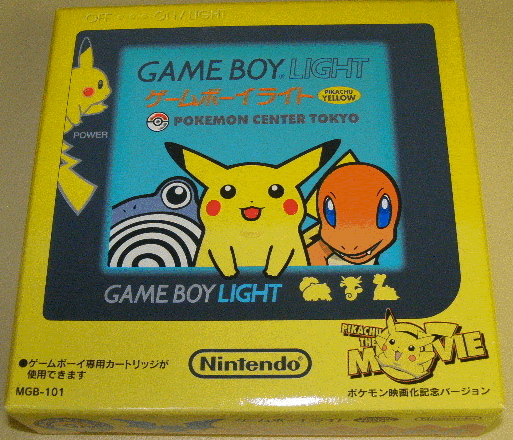 OFF ON/LIGHT
GAME BOY LIGHT
ゲームボーイライト PIKACHU YELLOW
POKEMON CENTER TOKYO
POWER
GAME BOY LIGHT
PIKACHU THE MOVIE
●ゲームボーイ専用カートリッジが
使用できます
MGB-101
Nintendo
ポケモン映画化記念バージョン